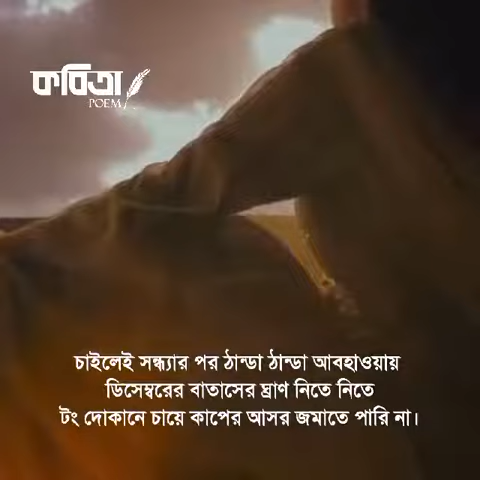 কবিতা
POEM
চাইলেই সন্ধ্যার পর ঠান্ডা ঠান্ডা আবহাওয়ায়
ডিসেম্বরের বাতাসের ঘ্রাণ নিতে নিতে
টং দোকানে চায়ে কাপের আসর জমাতে পারি না।